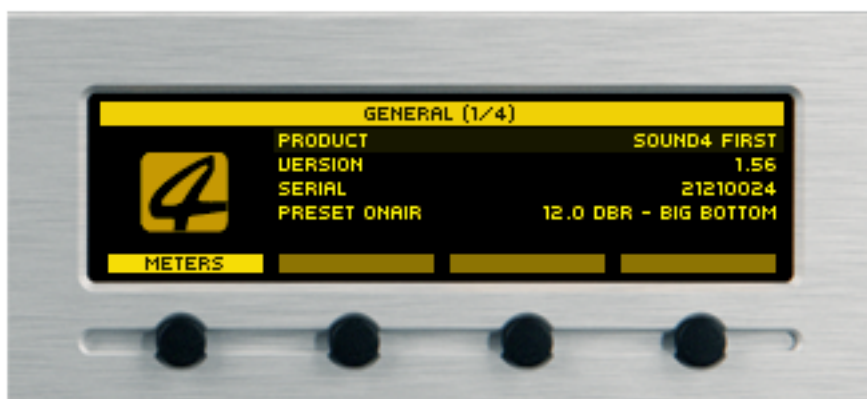 GENERAL (1/4)
PRODUCT SOUND4 FIRST
VERSION 1.56
SERIAL 21210024
PRESET ONAIR 12.0 DBR - BIG BOTTOM
4
METERS